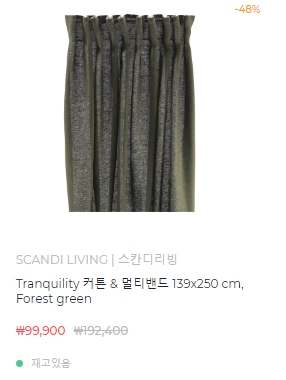 -48%
SCANDI LIVING | 스칸디리빙
Tranquility 커튼 & 멀티밴드 139x250 cm,
Forest green
₩99,900 ₩192,400
재고있음